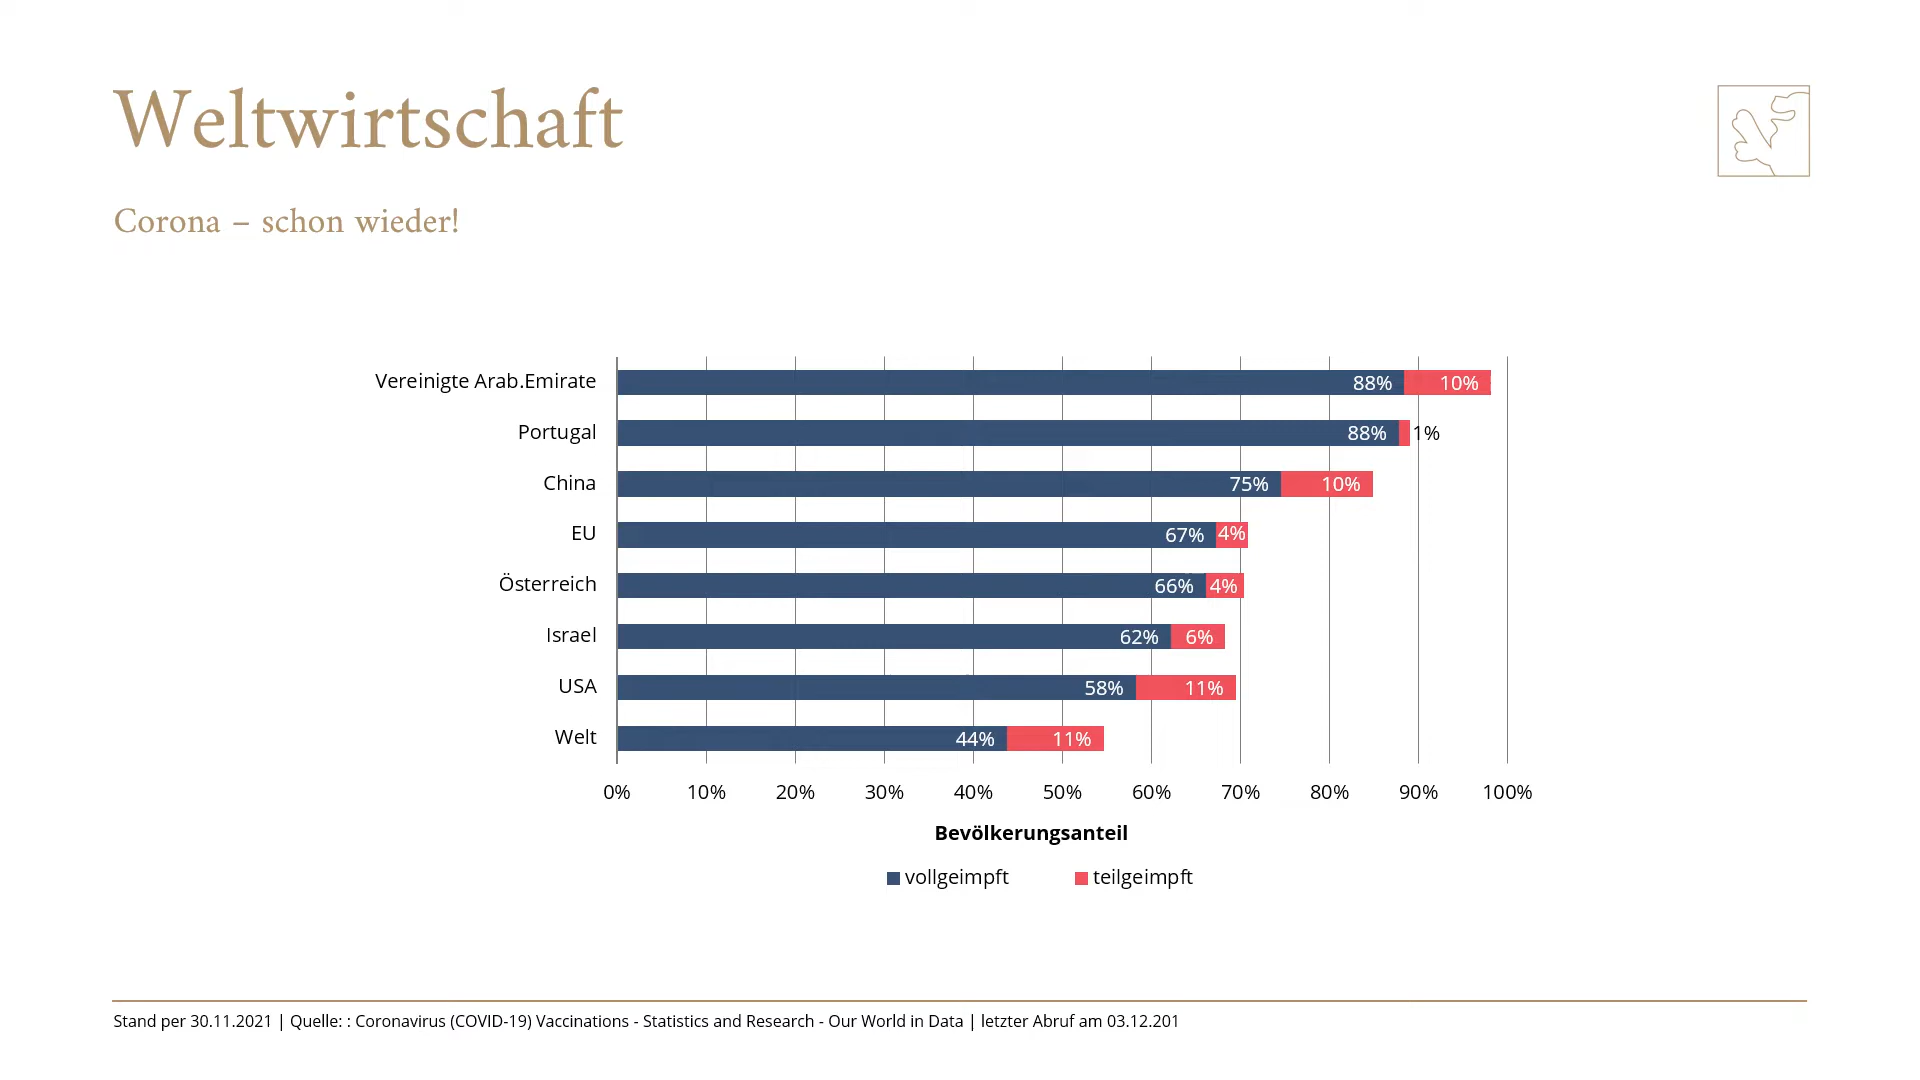 Weltwirtschaft
Corona – schon wieder!
Vereinigte Arab.Emirate 88% 10%
Portugal 88% 1%
China 75% 10%
EU 67% 4%
Österreich 66% 4%
Israel 62% 6%
USA 58% 11%
Welt 44% 11%
0% 10% 20% 30% 40% 50% 60% 70% 80% 90% 100%
Bevölkerungsanteil
vollgeimpft teilgeimpft
Stand per 30.11.2021 | Quelle: : Coronavirus (COVID-19) Vaccinations - Statistics and Research - Our World in Data | letzter Abruf am 03.12.201